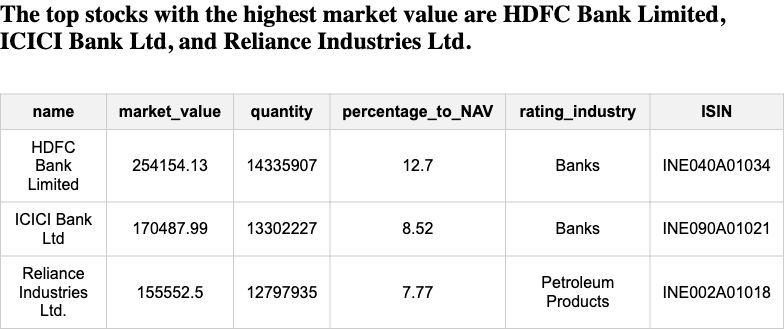 The top stocks with the highest market value are HDFC Bank Limited,
ICICI Bank Ltd, and Reliance Industries Ltd.
name market_value quantity percentage_to_NAV rating_industry ISIN
HDFC
Bank
Limited 254154.13 14335907 12.7 Banks INE040A01034
ICICI Bank
Ltd 170487.99 13302227 8.52 Banks INE090A01021
Reliance
Industries
Ltd. 155552.5 12797935 7.77 Petroleum
Products INE002A01018